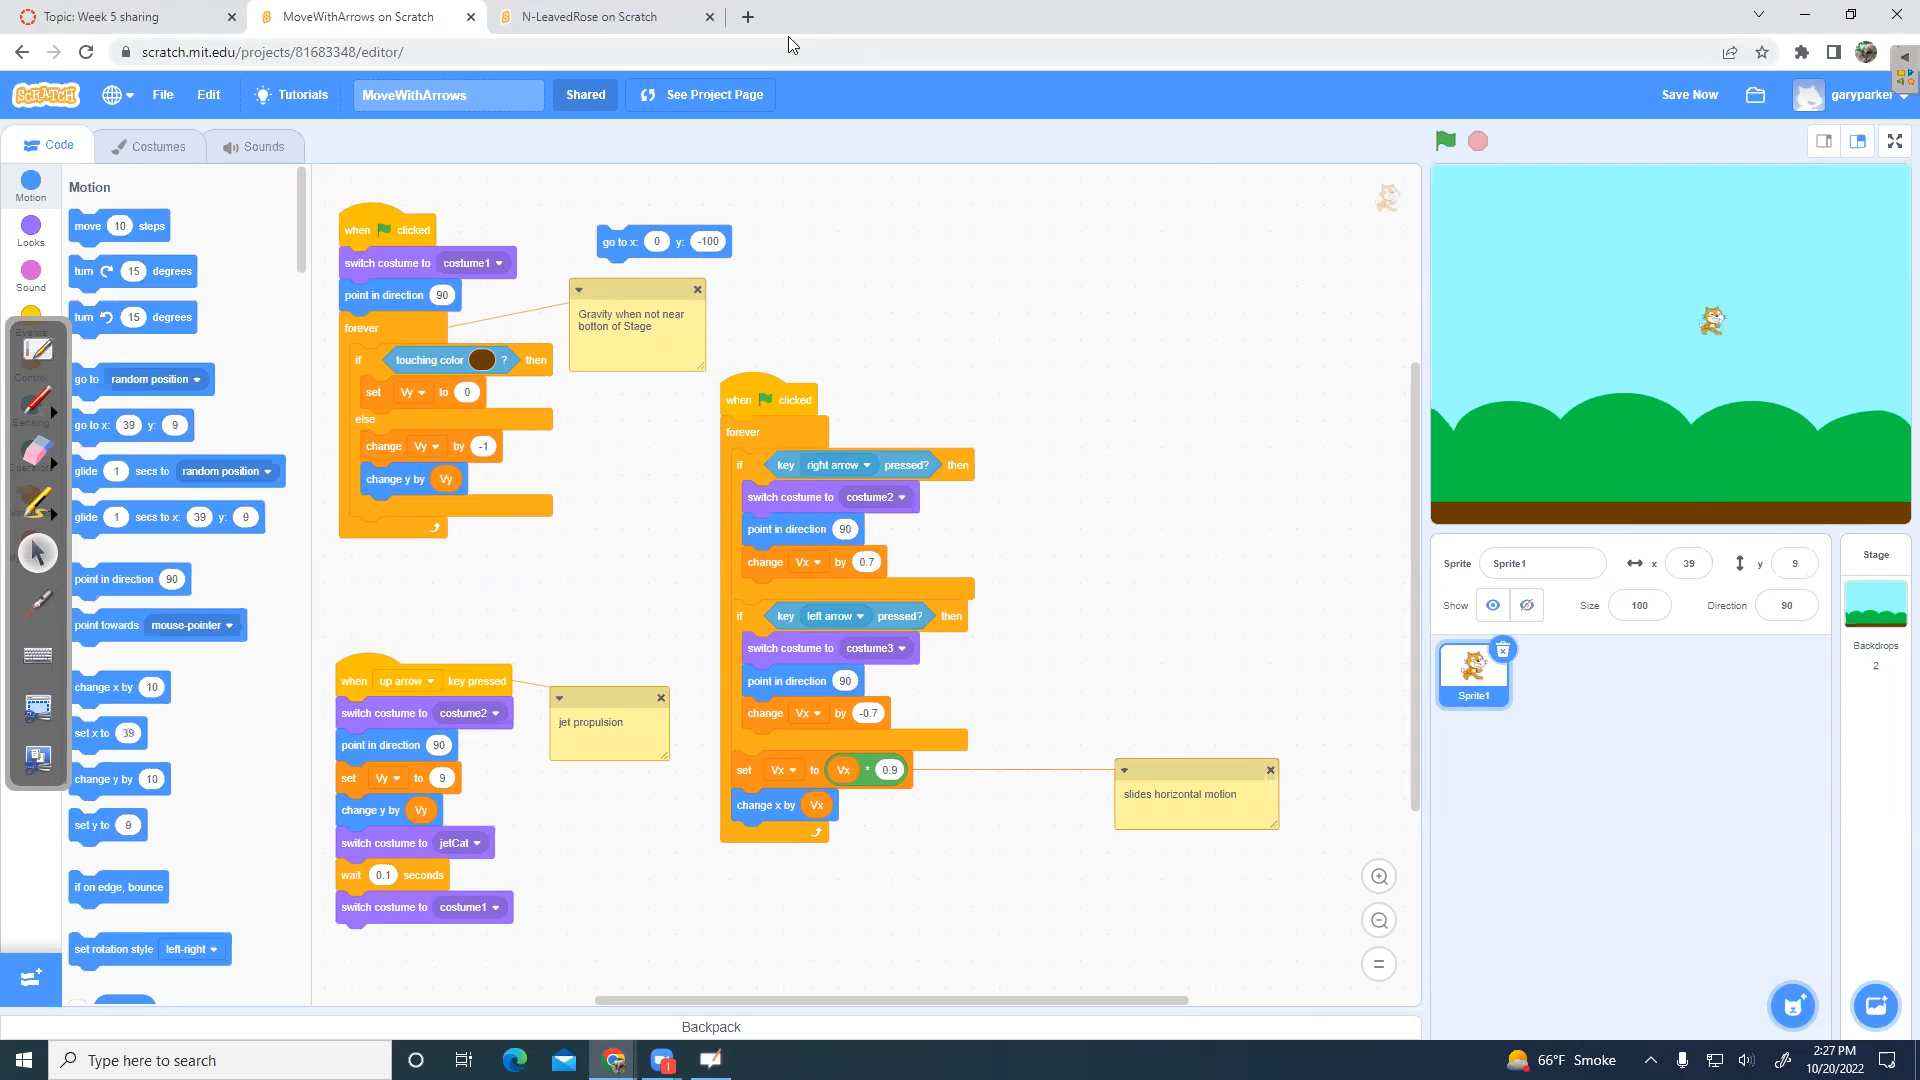 Topic: Week 5 sharing
MoveWithArrows on Scratch
N-LeavedRose on Scratch
scratch.mit.edu/projects/81683348/editor/
SCRATCH
File
Edit
Tutorials
MoveWithArrows
Shared
See Project Page
Save Now
garyparker
Code
Costumes
Sounds
Motion
Looks
Sound
Motion
move 10 steps
turn 15 degrees
turn 15 degrees
go to random position
go to x: 39 y: 9
glide 1 secs to random position
glide 1 secs to x: 39 y: 9
point in direction 90
point towards mouse-pointer
change x by 10
set x to 39
change y by 10
set y to 9
if on edge, bounce
set rotation style left-right
when clicked
switch costume to costume1
point in direction 90
forever
if touching color ? then
set Vy to 0
else
change Vy by -1
change y by Vy
go to x: 0 y: -100
Gravity when not near
botton of Stage
when up arrow key pressed
switch costume to costume2
point in direction 90
set Vy to 9
change y by Vy
switch costume to jetCat
wait 0.1 seconds
switch costume to costume1
jet propulsion
when clicked
forever
if key right arrow pressed? then
switch costume to costume2
point in direction 90
change Vx by 0.7
if key left arrow pressed? then
switch costume to costume3
point in direction 90
change Vx by -0.7
set Vx to Vx * 0.9
change x by Vx
slides horizontal motion
Sprite Sprite1 x 39 y 9
Show Size 100 Direction 90
Sprite1
Stage
Backdrops
2
Backpack
Type here to search
1
66°F Smoke
2:27 PM
10/20/2022